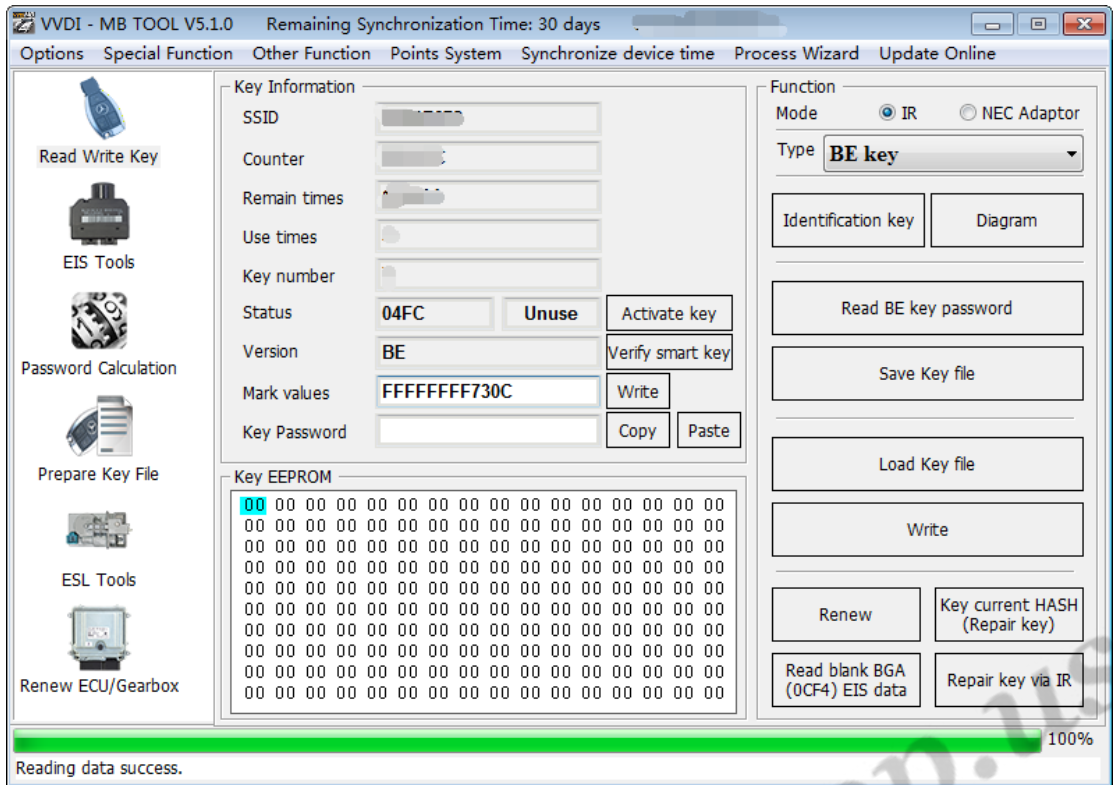 VVDI - MB TOOL V5.1.0 Remaining Synchronization Time: 30 days
Options Special Function Other Function Points System Synchronize device time Process Wizard Update Online
Read Write Key
EIS Tools
Password Calculation
Prepare Key File
ESL Tools
Renew ECU/Gearbox
Key Information
SSID
Counter
Remain times
Use times
Key number
Status 04FC Unuse Activate key
Version BE Verify smart key
Mark values FFFFFFFF730C Write
Key Password Copy Paste
Key EEPROM
00 00 00 00 00 00 00 00 00 00 00 00 00 00 00 00
00 00 00 00 00 00 00 00 00 00 00 00 00 00 00 00
00 00 00 00 00 00 00 00 00 00 00 00 00 00 00 00
00 00 00 00 00 00 00 00 00 00 00 00 00 00 00 00
00 00 00 00 00 00 00 00 00 00 00 00 00 00 00 00
00 00 00 00 00 00 00 00 00 00 00 00 00 00 00 00
00 00 00 00 00 00 00 00 00 00 00 00 00 00 00 00
00 00 00 00 00 00 00 00 00 00 00 00 00 00 00 00
00 00 00 00 00 00 00 00 00 00 00 00 00 00 00 00
00 00 00 00 00 00 00 00 00 00 00 00 00 00 00 00
Function
Mode IR NEC Adaptor
Type BE key
Identification key Diagram
Read BE key password
Save Key file
Load Key file
Write
Renew
Key current HASH
(Repair key)
Read blank BGA
(0CF4) EIS data
Repair key via IR
100%
Reading data success.